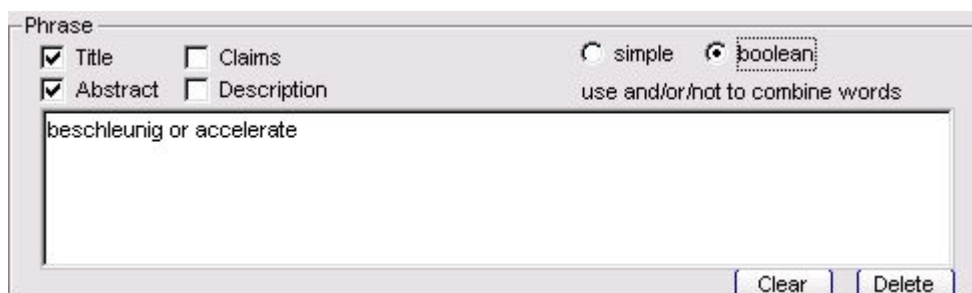 Phrase
Title Claims simple boolean
Abstract Description use and/or/not to combine words
beschleunig or accelerate
Clear Delete